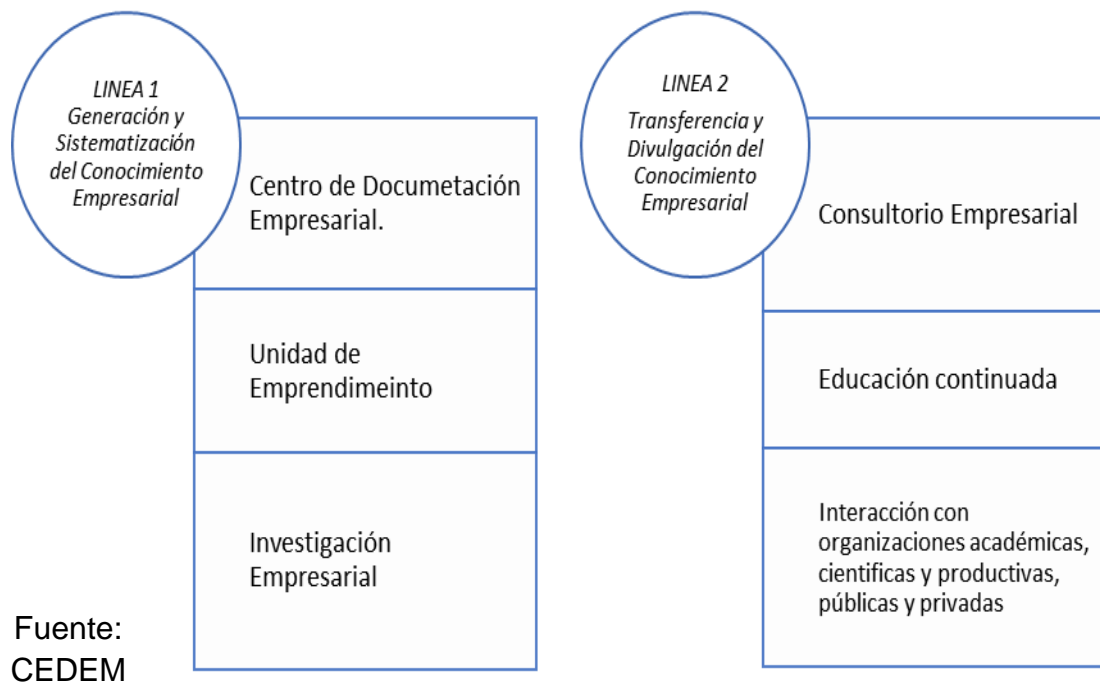 LINEA 1
Generación y
Sistematización
del Conocimiento
Empresarial
Centro de Documetación
Empresarial.
Unidad de
Emprendimeinto
Investigación
Empresarial
LINEA 2
Transferencia y
Divulgación del
Conocimiento
Empresarial
Consultorio Empresarial
Educación continuada
Interacción con
organizaciones académicas,
cientificas y productivas,
públicas y privadas
Fuente:
CEDEM